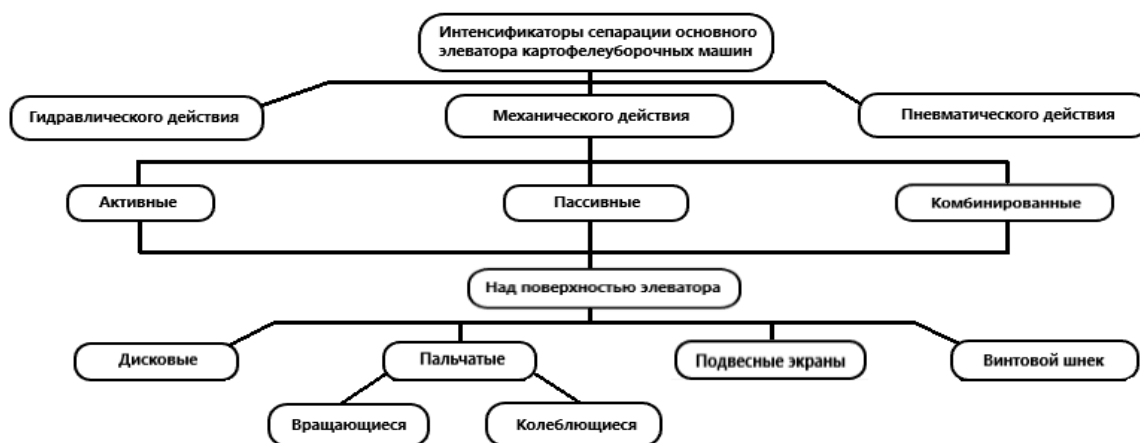 Интенсификаторы сепарации основного
элеватора картофелеуборочных машин
Гидравлического действия
Механического действия
Пневматического действия
Активные
Пассивные
Комбинированные
Над поверхностью элеватора
Дисковые
Пальчатые
Подвесные экраны
Винтовой шнек
Вращающиеся
Колеблющиеся